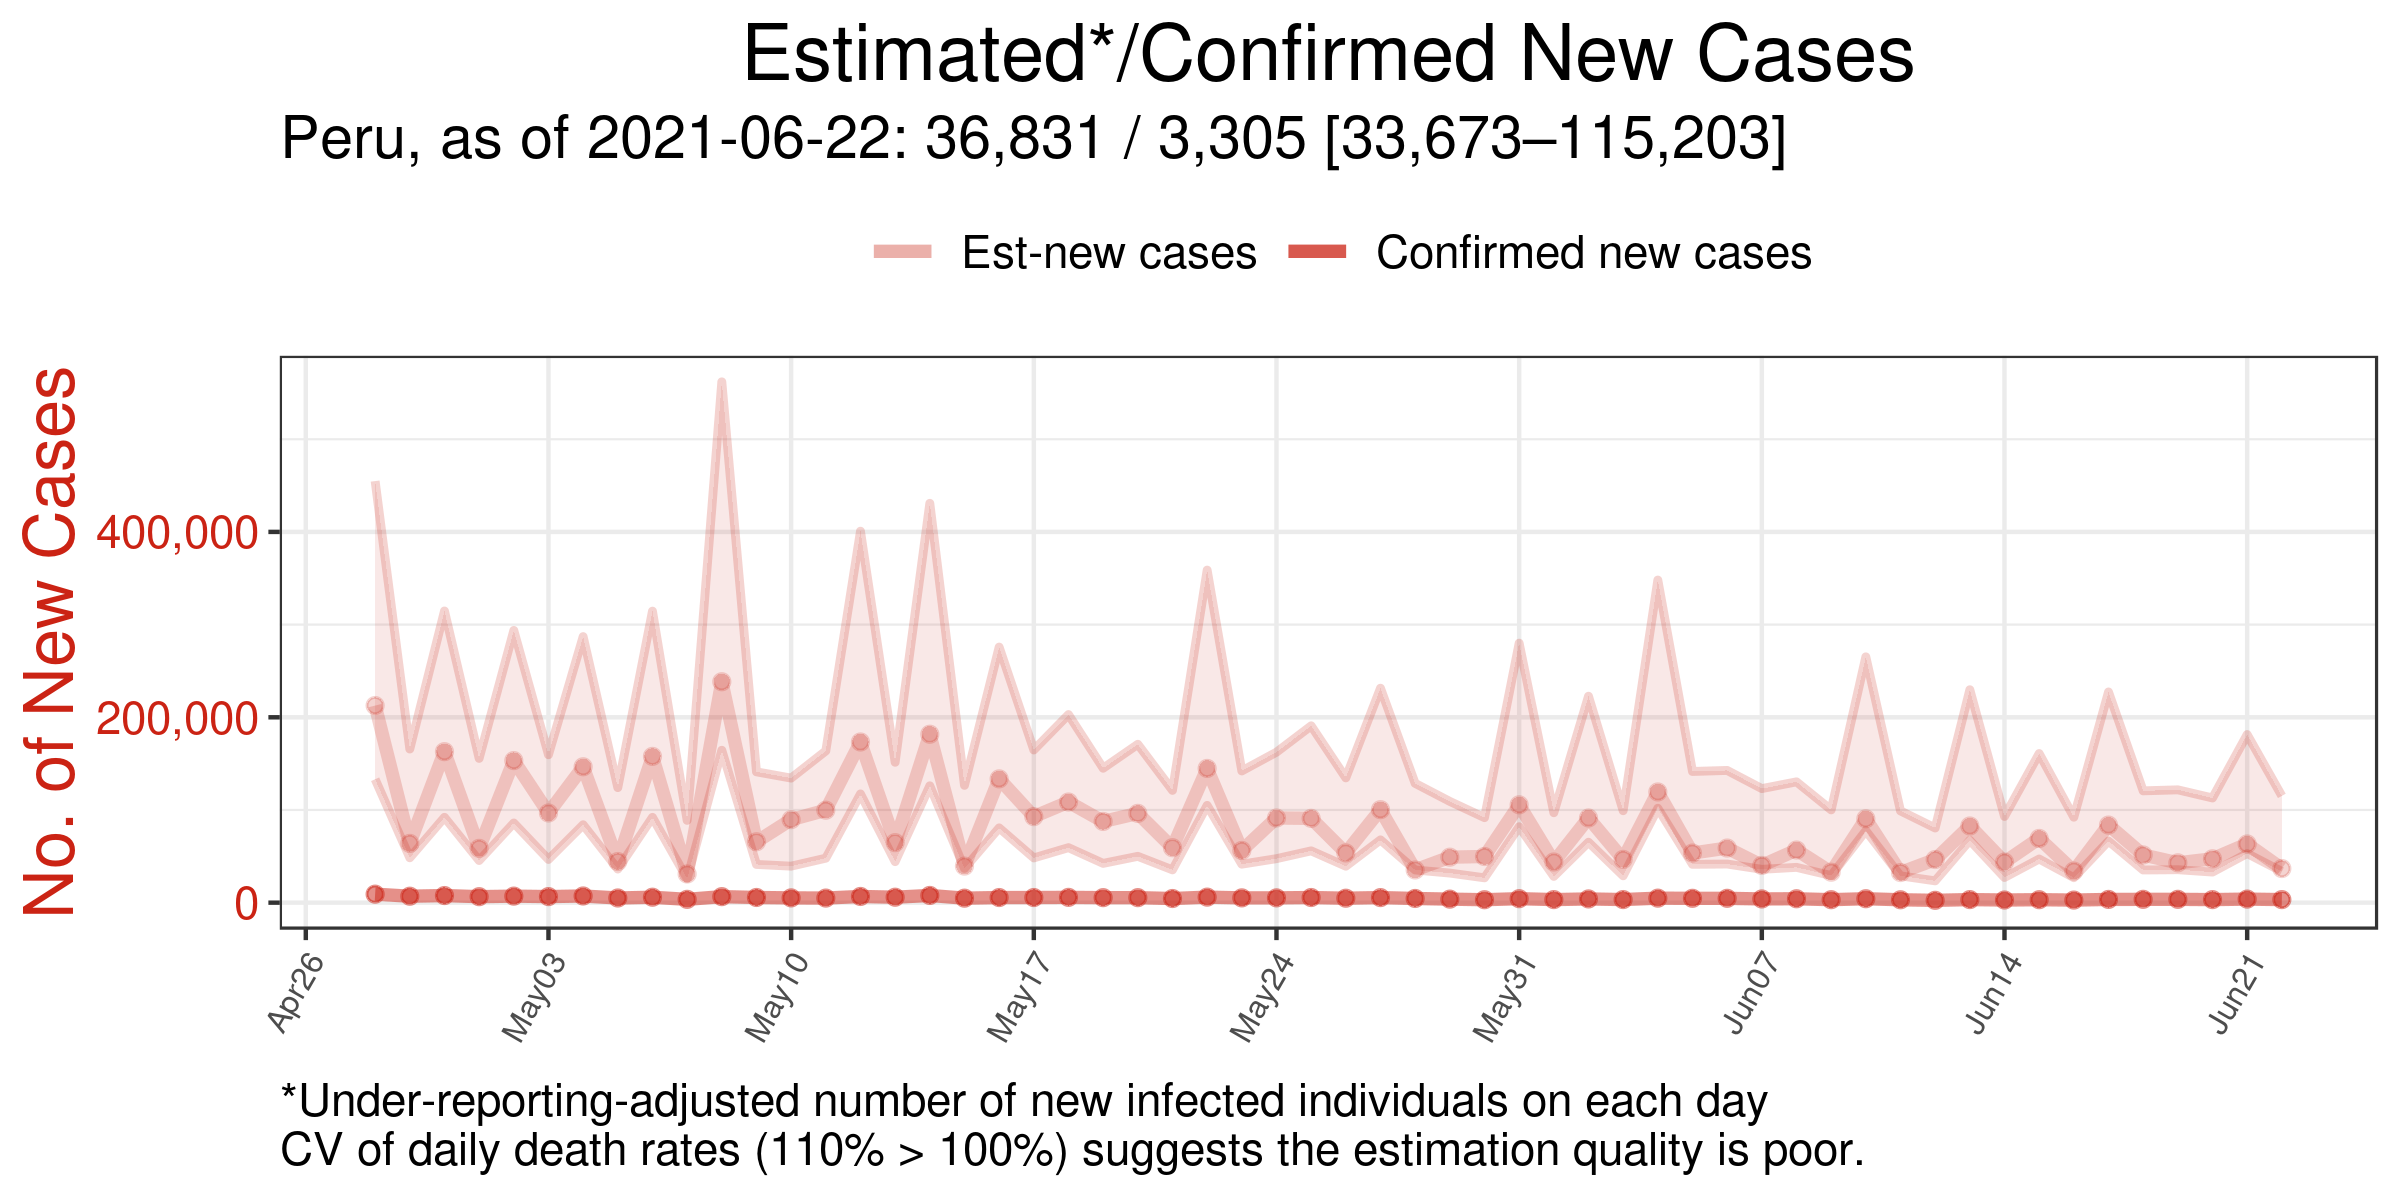 Estimated*/Confirmed New Cases
Peru, as of 2021-06-22: 36,831 / 3,305 [33,673–115,203]
Est-new cases
Confirmed new cases
No. of New Cases
400,000
200,000
0
Apr26
May03
May10
May17
May24
May31
Jun07
Jun14
Jun21
*Under-reporting-adjusted number of new infected individuals on each day
CV of daily death rates (110% > 100%) suggests the estimation quality is poor.